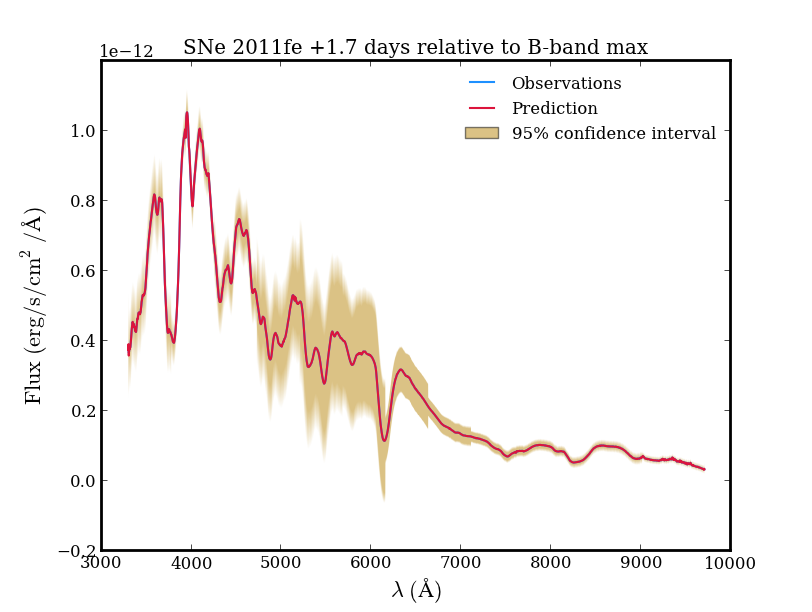 SNe 2011fe +1.7 days relative to B-band max
1e−12
Observations
Prediction
95% confidence interval
1.0
0.8
0.6
0.4
0.12
0.0
−0.2
Flux (erg/s/cm² /Å)
3000 4000 5000 6000 7000 8000 9000 10000
λ (Å)